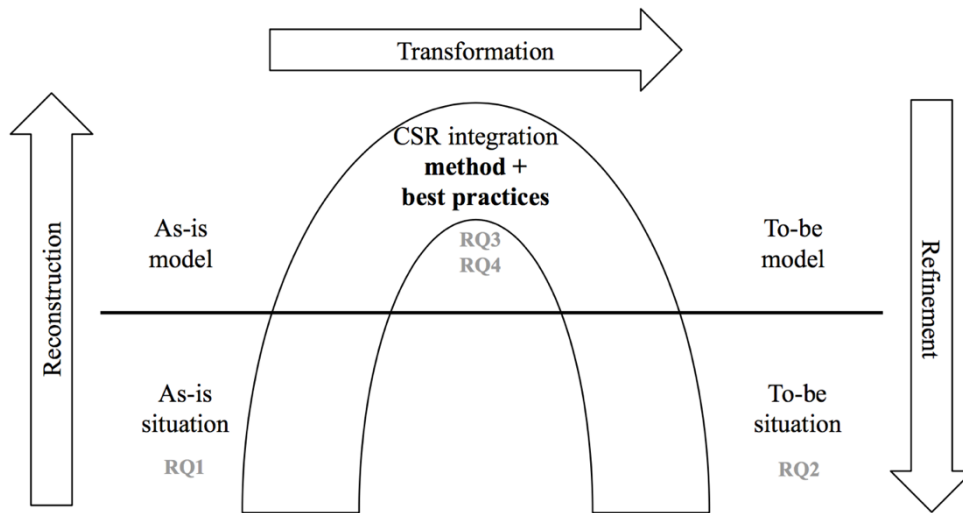 Transformation
CSR integration
method +
best practices
RQ3
RQ4
As-is
model
To-be
model
Reconstruction
Refinement
As-is
situation
RQ1
To-be
situation
RQ2